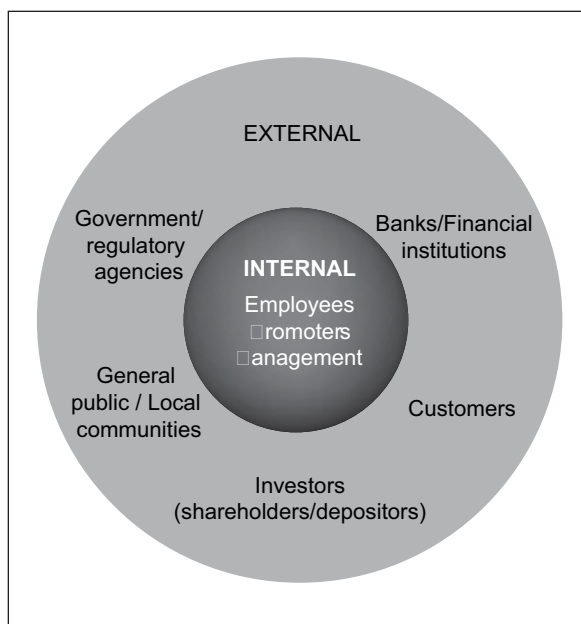 EXTERNAL
Government/
regulatory
agencies
Banks/Financial
institutions
INTERNAL
Employees
□romoters
□anagement
General
public / Local
communities
Customers
Investors
(shareholders/depositors)